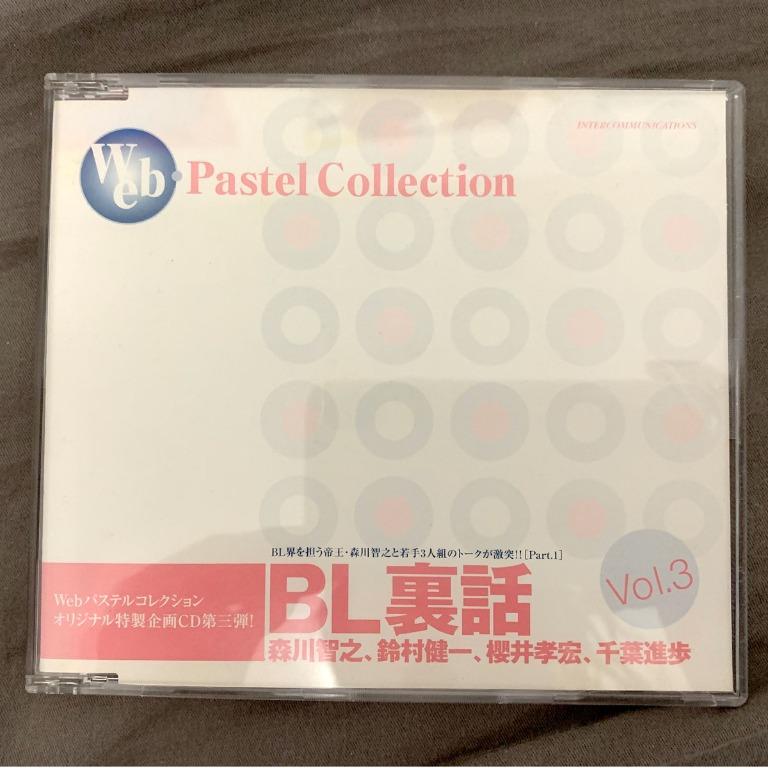 INTERCOMMUNICATIONS
Web・Pastel Collection
BL界を担う帝王・森川智之と若手3人組のトークが激突!![Part.1]
Webパステルコレクション
オリジナル特製企画CD第三弾!
BL裏話
Vol.3
森川智之、鈴村健一、櫻井孝宏、千葉進歩